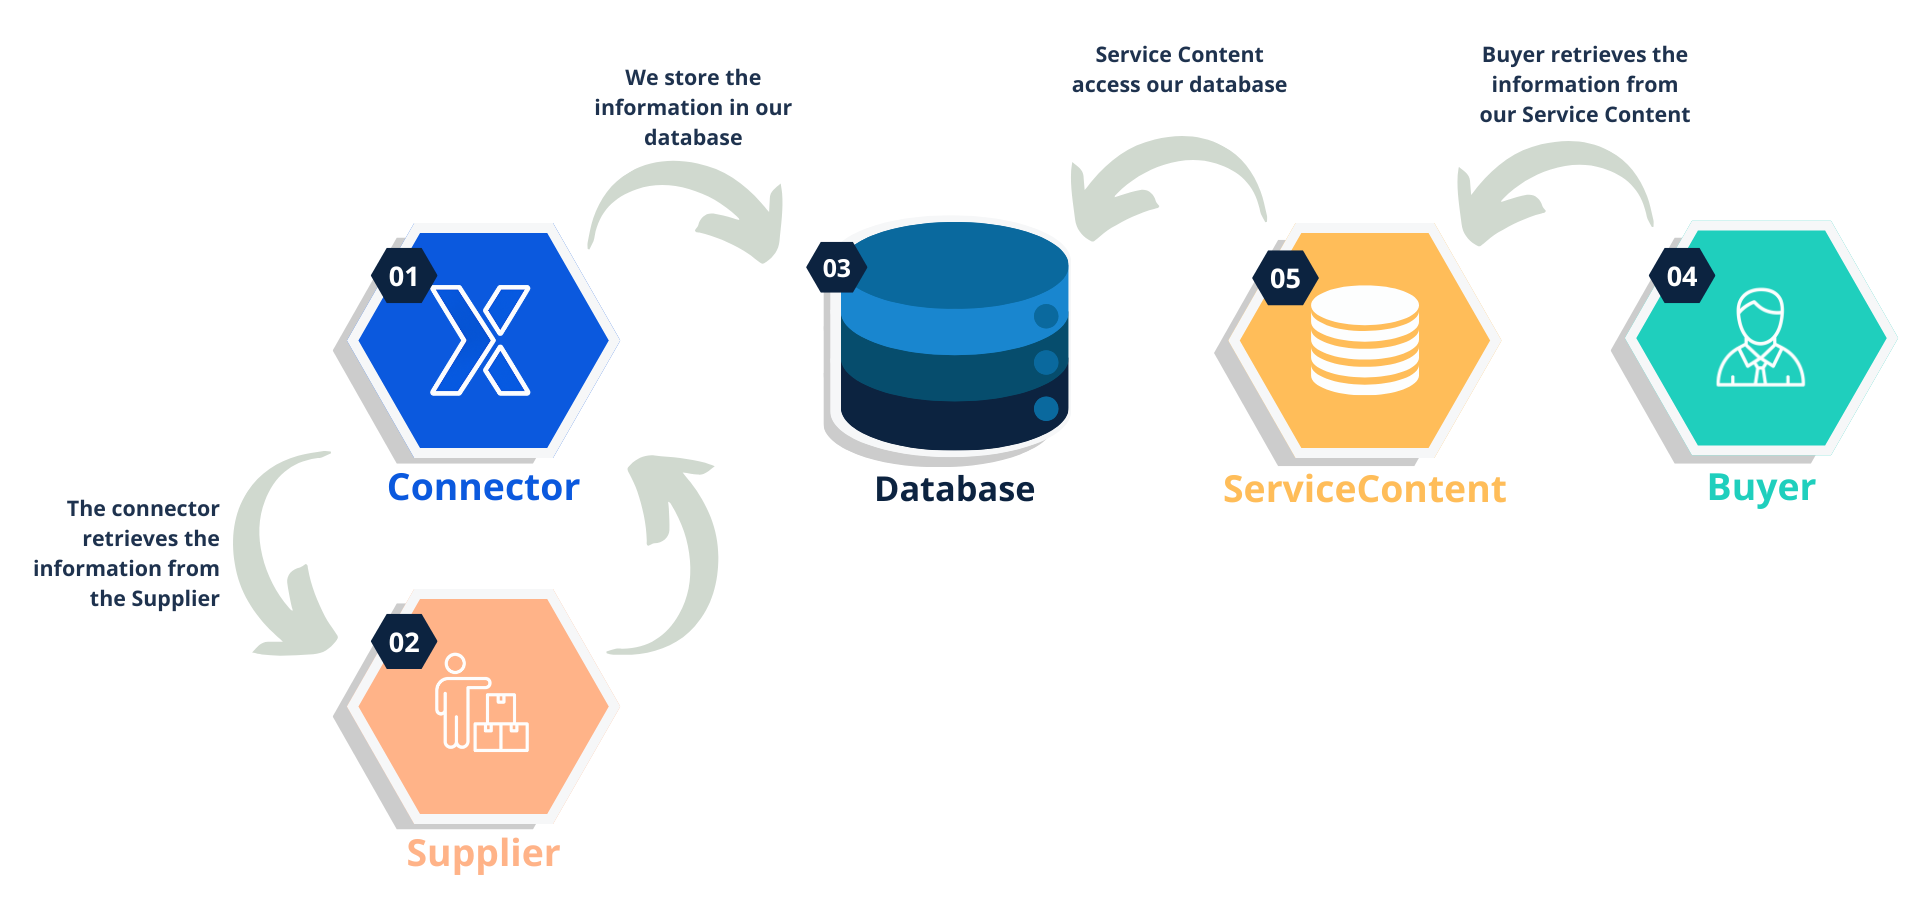 We store the
information in our
database
Service Content
access our database
Buyer retrieves the
information from
our Service Content
01
03
05
04
Connector
Database
ServiceContent
Buyer
The connector
retrieves the
information from
the Supplier
02
Supplier